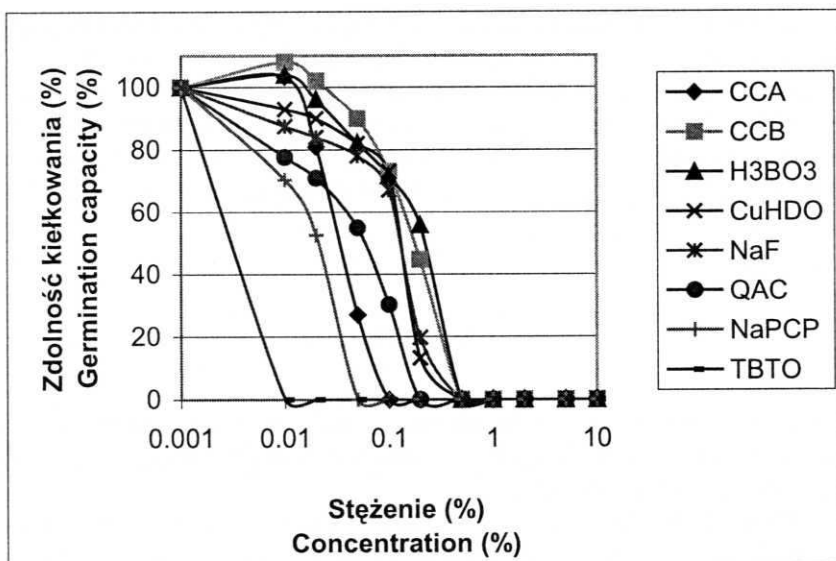 Zdolność kiełkowania (%)
Germination capacity (%)
100
80
60
40
20
0
0.001
0.01
0.1
1
10
Stężenie (%)
Concentration (%)
CCA
CCB
H3BO3
CuHDO
NaF
QAC
NaPCP
TBTO